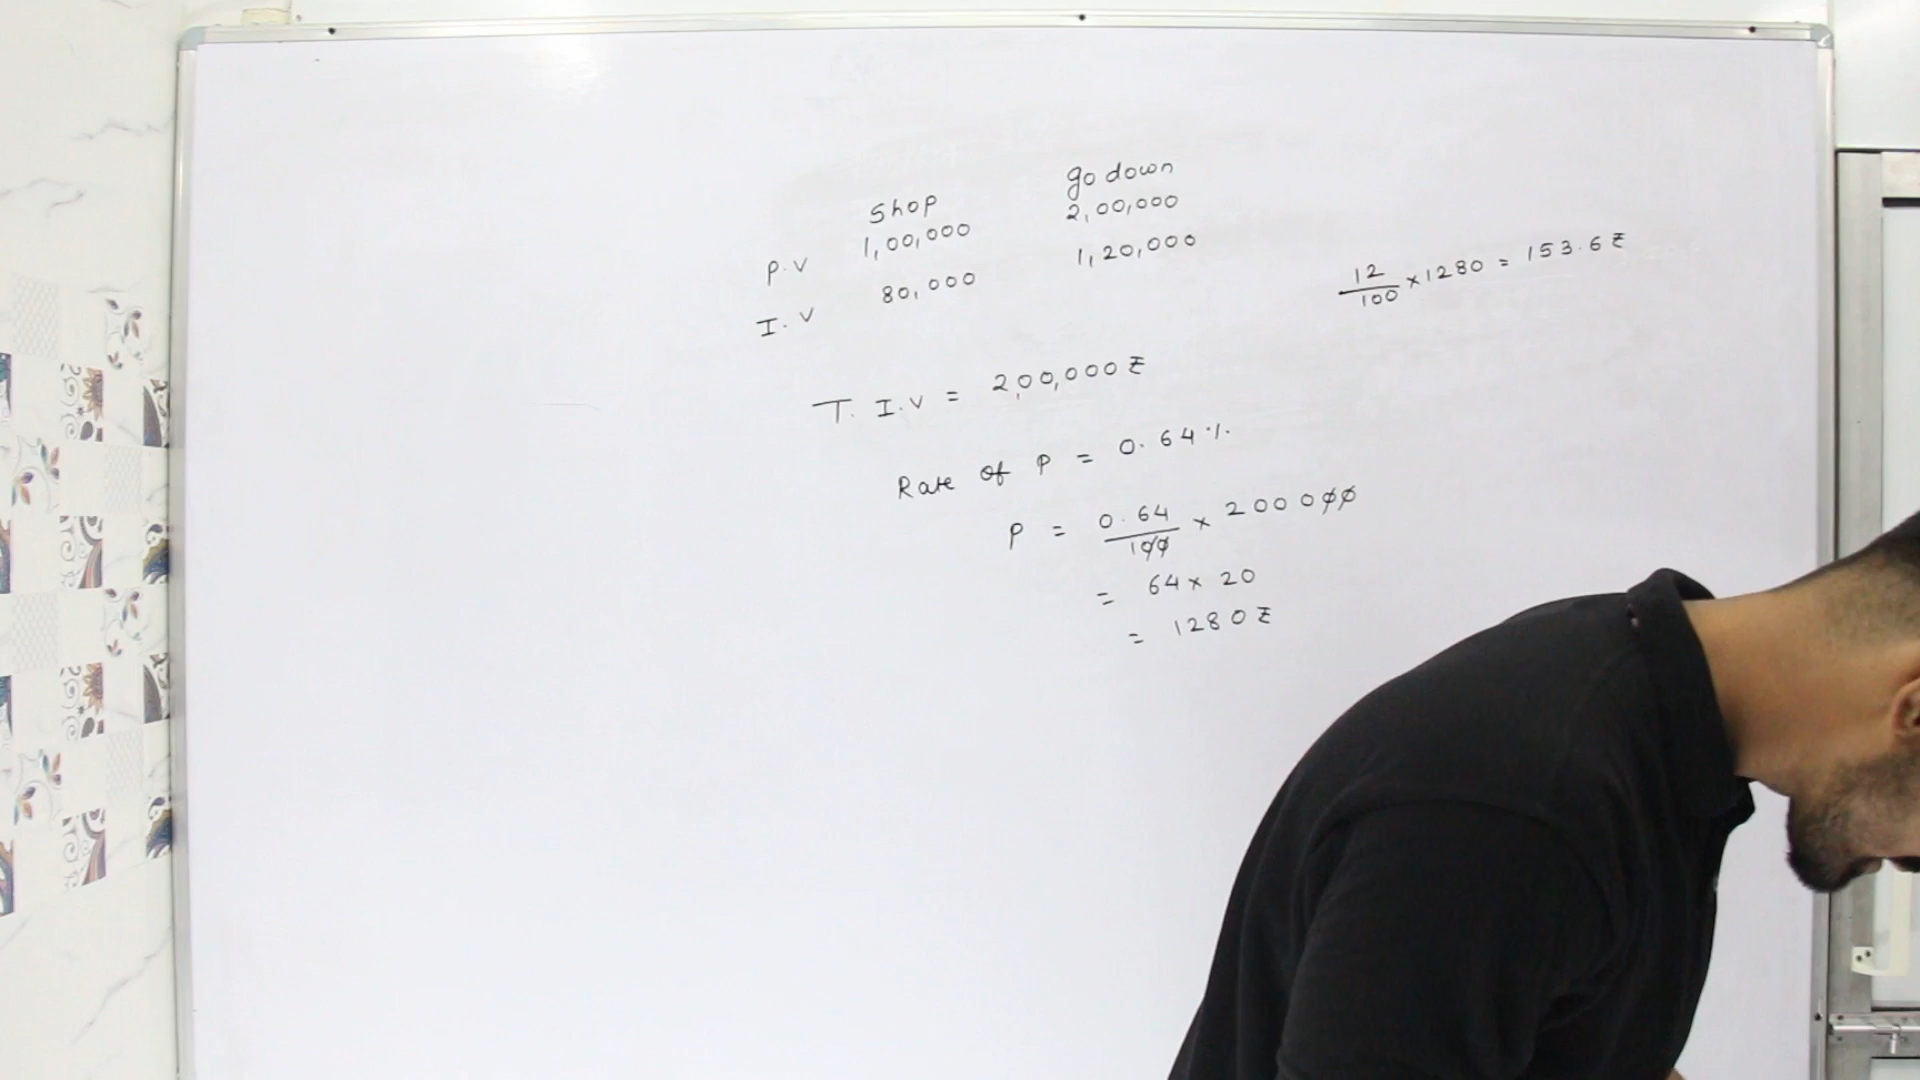 Shop go down
P.V 1,00,000 2,00,000
I.V 80,000 1,20,000
T. I.V = 2,00,000 ₹
Rate of P = 0.64%
P = 0.64/100 × 200000
= 64 × 20
= 1280 ₹
12/100 × 1280 = 153.6 ₹